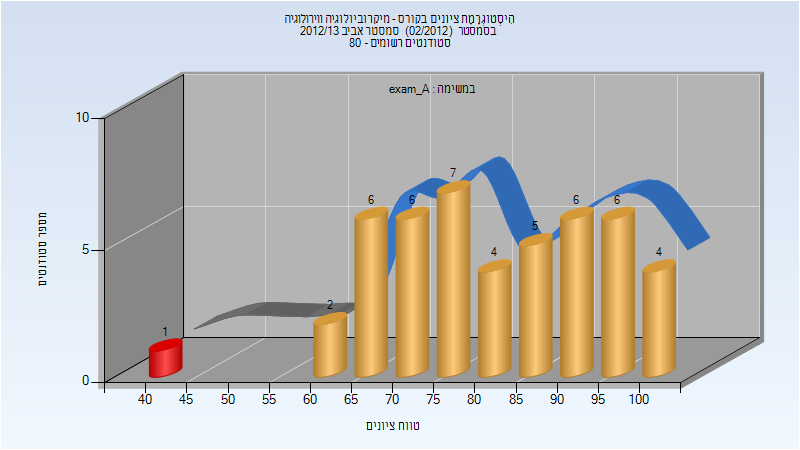 היסטוגרמת ציונים בקורס - מיקרוביולוגיה ווירולוגיה
בסמסטר (02/2012) סמסטר אביב 2012/13
סטודנטים רשומים - 80
במשימה : exam_A
מספר סטודנטים
10
5
0
1
2
6
6
7
4
5
6
6
4
40 45 50 55 60 65 70 75 80 85 90 95 100
טווח ציונים